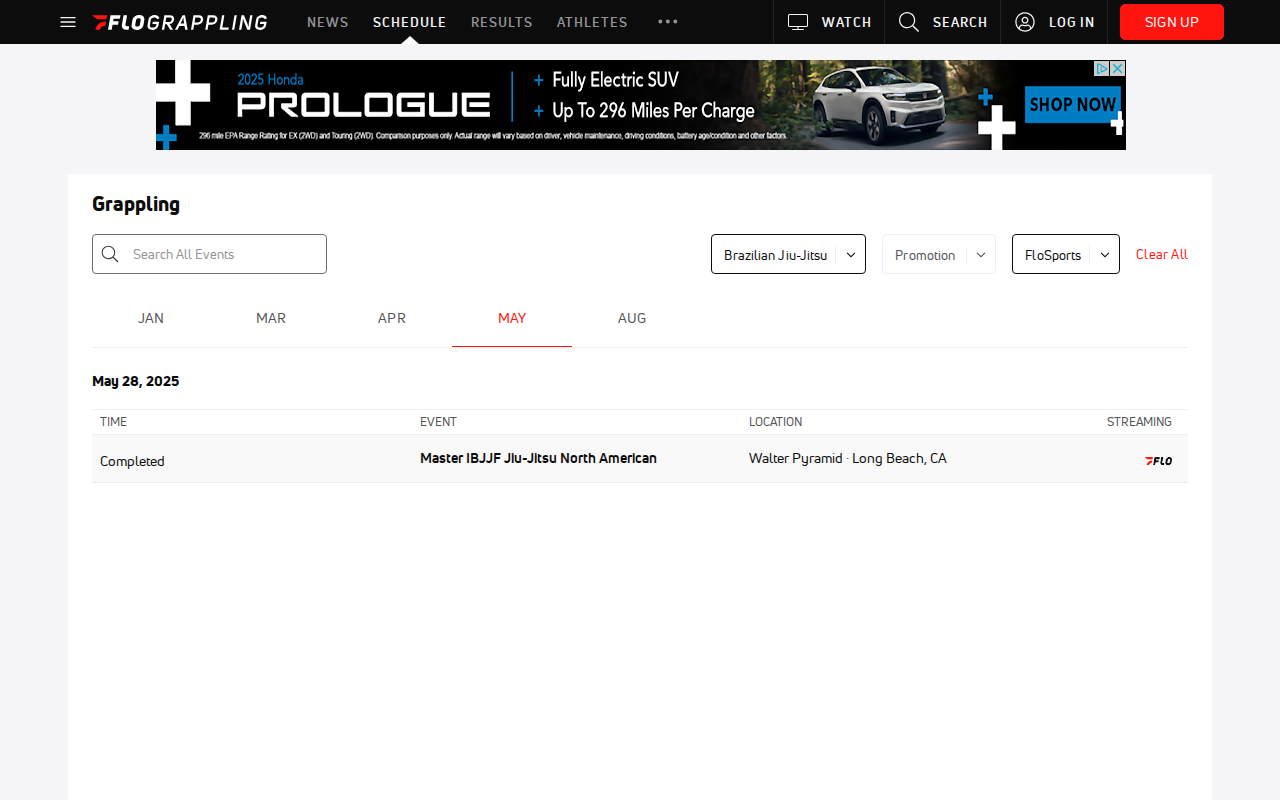 FLOGRAPPLING NEWS SCHEDULE RESULTS ATHLETES WATCH SEARCH LOG IN SIGN UP
2025 Honda
PROLOGUE
+ Fully Electric SUV
+ Up To 296 Miles Per Charge
SHOP NOW
296 mile EPA Range Rating for EX (2WD) and Touring (2WD). Comparison purposes only. Actual range will vary based on driver, vehicle maintenance, driving conditions, battery age/condition and other factors.
Grappling
Search All Events
Brazilian Jiu-Jitsu
Promotion
FloSports
Clear All
JAN MAR APR MAY AUG
May 28, 2025
TIME EVENT LOCATION STREAMING
Completed Master IBJJF Jiu-Jitsu North American Walter Pyramid · Long Beach, CA FLO